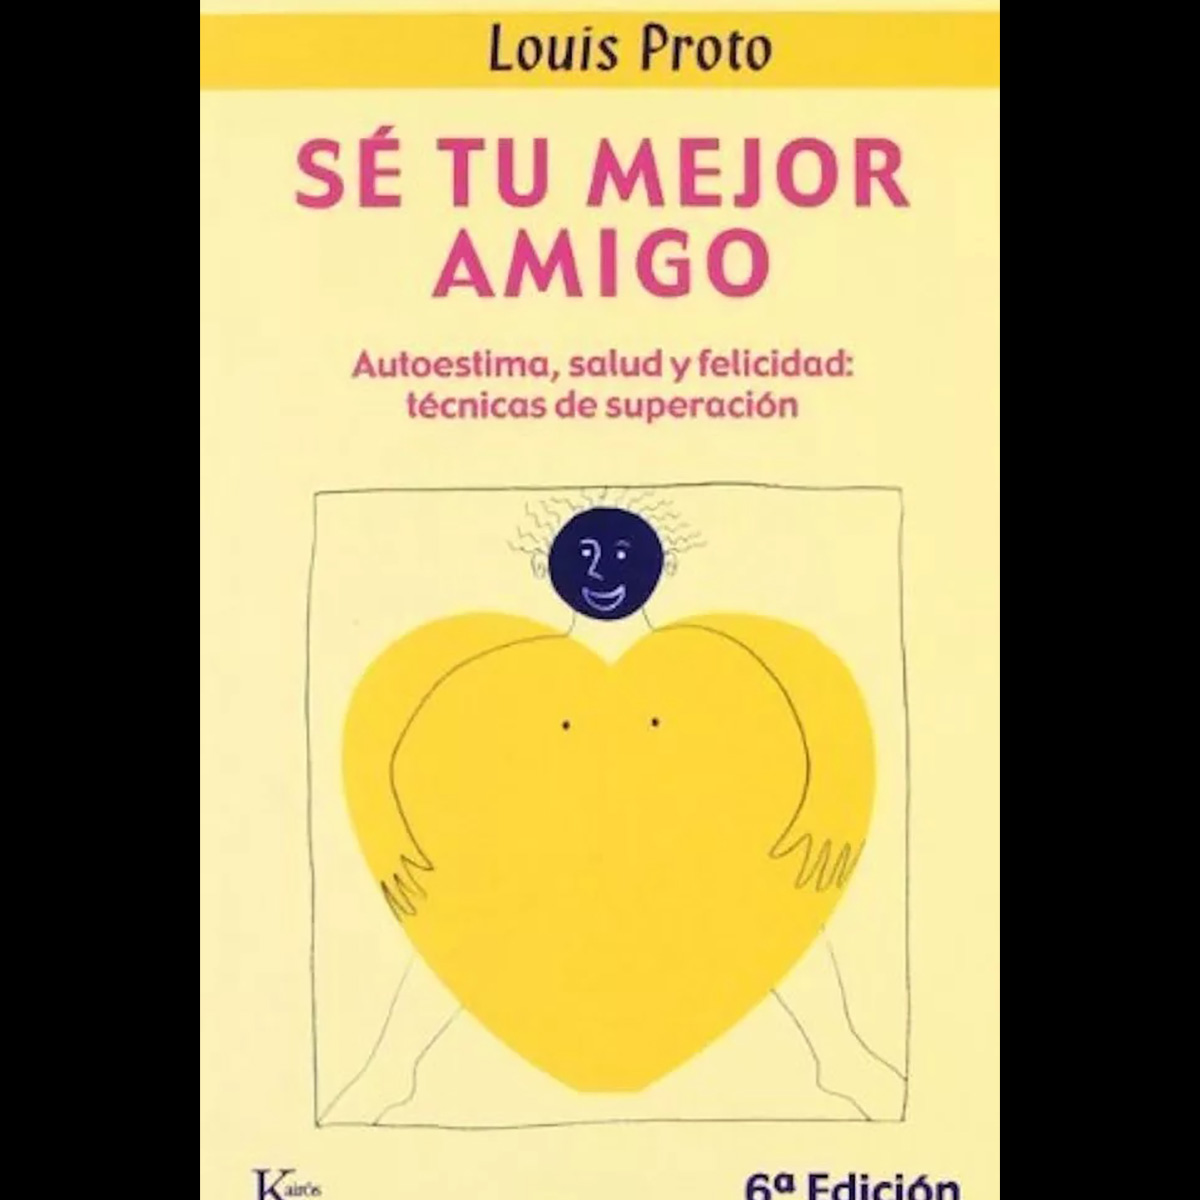 Louis Proto
SÉ TU MEJOR
AMIGO
Autoestima, salud y felicidad:
técnicas de superación
Kairós
6ª Edición